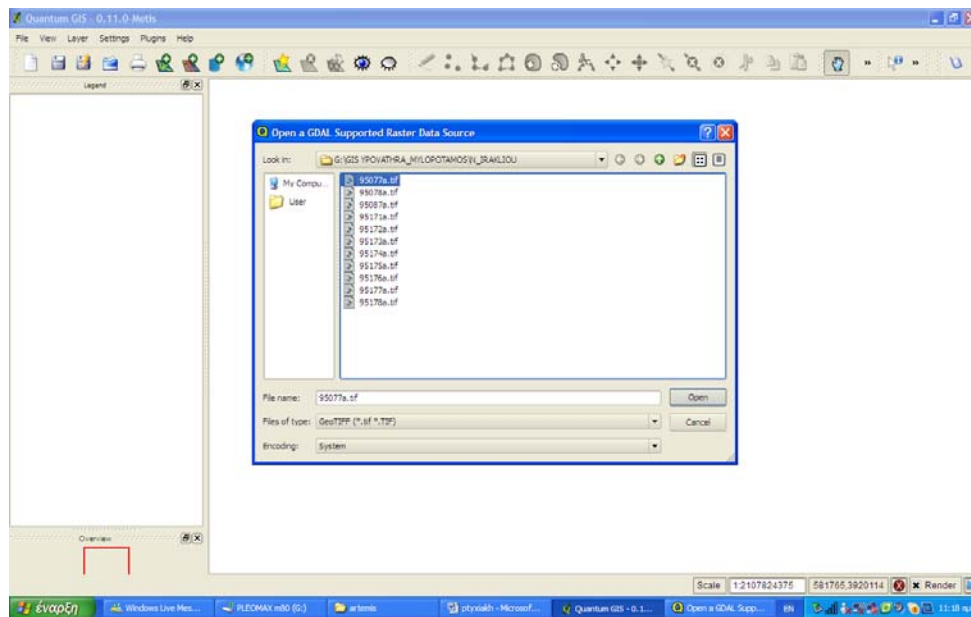 Quantum GIS - 0.11.0-Metis
File View Layer Settings Plugins Help
Legend
Open a GDAL Supported Raster Data Source
Look in: G:\GIS YPOVATHRA_MYLOPOTAMOS\N_IRAKLIOU
My Compu...
User
95077a.tif
95078a.tif
95087a.tif
95171a.tif
95172a.tif
95173a.tif
95174a.tif
95175a.tif
95176a.tif
95177a.tif
95178a.tif
File name: 95077a.tif Open
Files of type: GeoTIFF (*.tif *.TIF) Cancel
Encoding: System
Overview
Scale 1:2107824375 581765,3920114 Render
έναρξη Windows Live Mes... PLEOMAX m80 (G:) artemis ptyxiakh - Microsof... Quantum GIS - 0.1... Open a GDAL Supp... EN 11:18 πμ